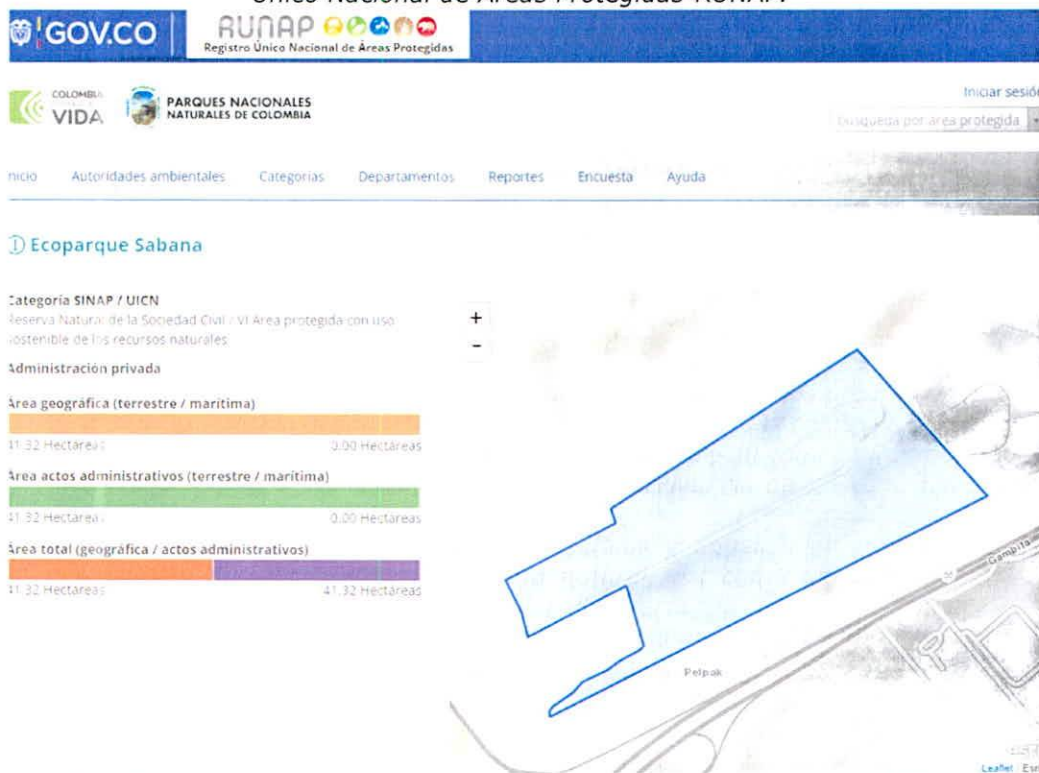 Único Nacional de Áreas Protegidas-RUNAP.
GOV.CO
RUNAP
Registro Único Nacional de Áreas Protegidas
COLOMBIA
VIDA
PARQUES NACIONALES
NATURALES DE COLOMBIA
Iniciar sesión
búsqueda por área protegida
Inicio Autoridades ambientales Categorías Departamentos Reportes Encuesta Ayuda
Ecoparque Sabana
Categoría SINAP / UICN
Reserva Natural de la Sociedad Civil / VI Área protegida con uso
sostenible de los recursos naturales
Administración privada
Área geográfica (terrestre / marítima)
41.32 Hectáreas 0.00 Hectáreas
Área actos administrativos (terrestre / marítima)
41.32 Hectáreas 0.00 Hectáreas
Área total (geográfica / actos administrativos)
41.32 Hectáreas 41.32 Hectáreas
+
-
Gampita
Pelpak
Leaflet Esri